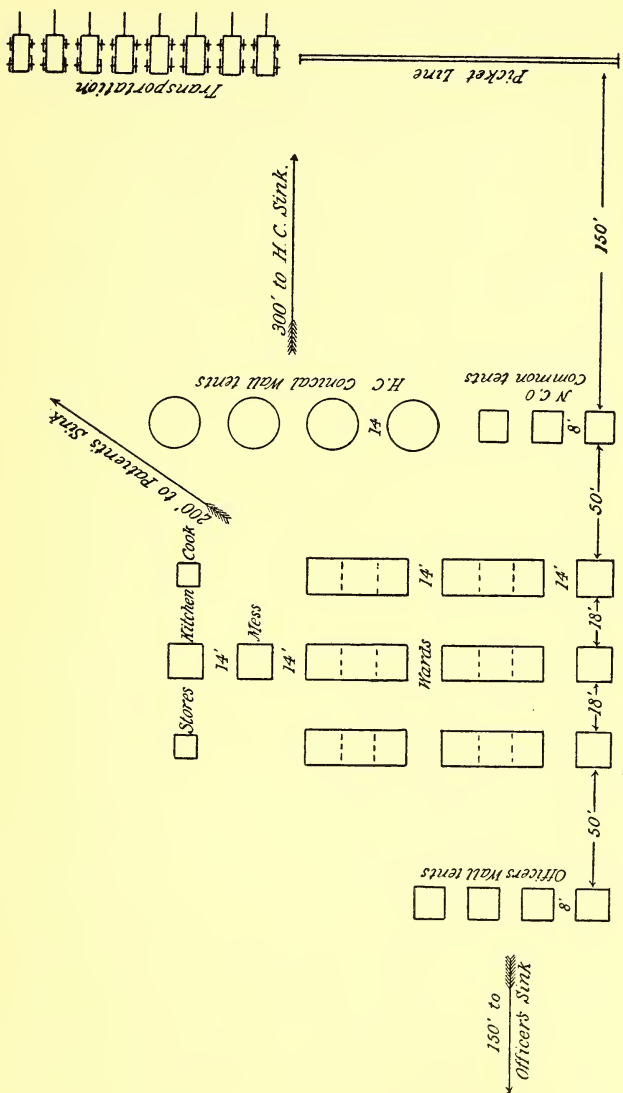 Transportation
Picket Line
300' to H. C. Sink.
150'
H. C Conical Wall tents
14
N C.O
Common tents
8'
200' to Patients Sink
50'
Cook
Kitchen
Stores
Mess
14'
14'
14'
14'
Wards
18'
18'
50'
Officers Wall tents
8'
150' to
Officers Sink